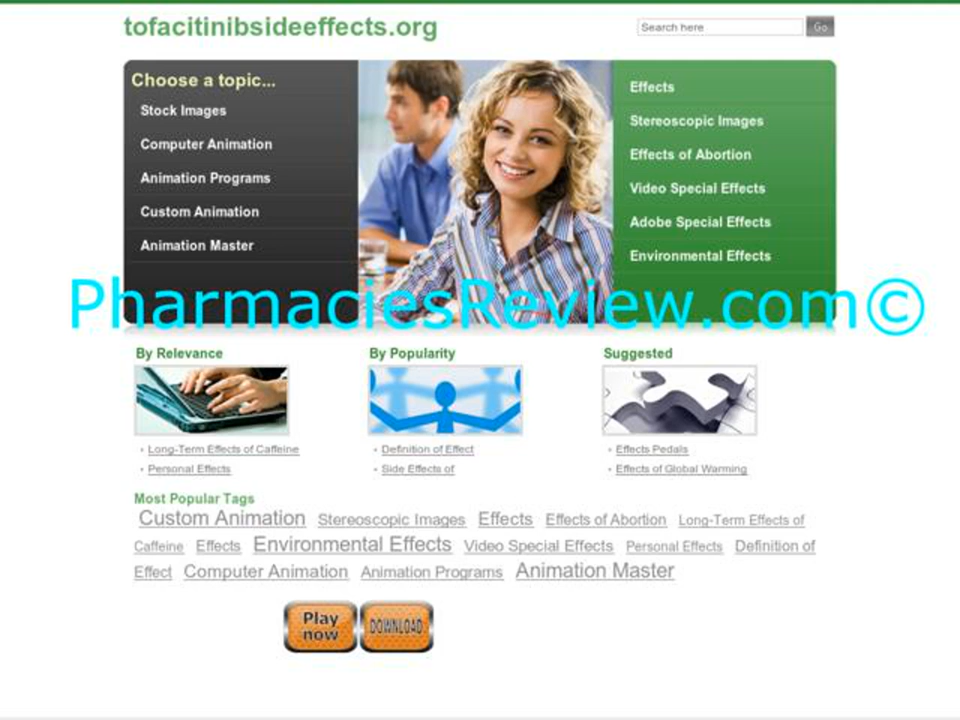 tofacitinibsideeffects.org
Search here
Go
Choose a topic...
Stock Images
Computer Animation
Animation Programs
Custom Animation
Animation Master
Effects
Stereoscopic Images
Effects of Abortion
Video Special Effects
Adobe Special Effects
Environmental Effects
PharmaciesReview.com©
By Relevance
Long-Term Effects of Caffeine
Personal Effects
By Popularity
Definition of Effect
Side Effects of
Suggested
Effects Pedals
Effects of Global Warming
Most Popular Tags
Custom Animation Stereoscopic Images Effects Effects of Abortion Long-Term Effects of
Caffeine Effects Environmental Effects Video Special Effects Personal Effects Definition of
Effect Computer Animation Animation Programs Animation Master
Play
now
DOWNLOAD